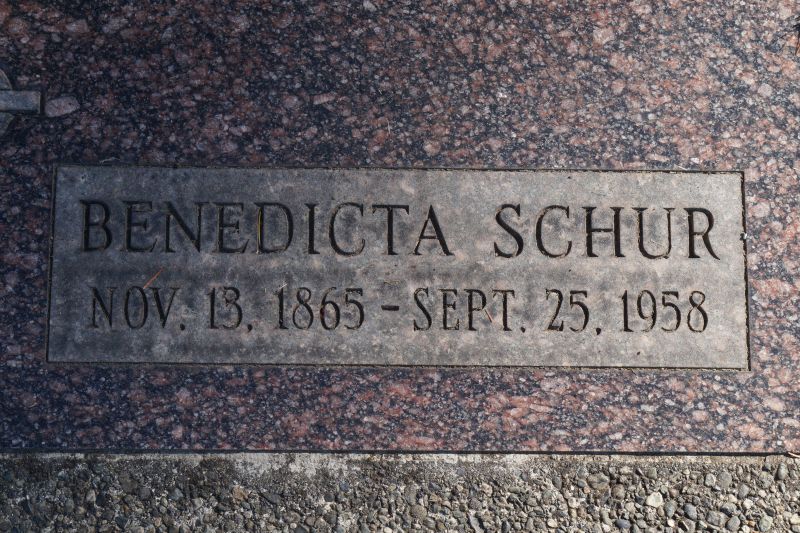 BENEDICTA SCHUR
NOV. 13, 1865 - SEPT. 25, 1958